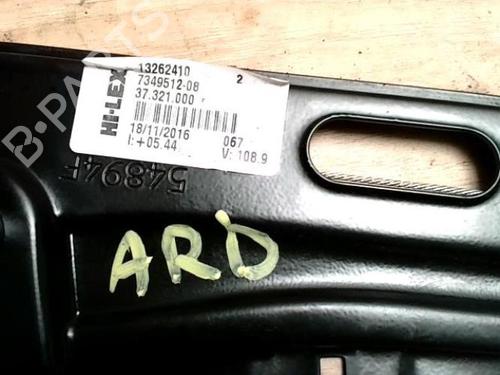 13262410 2
7349512-08
37.321.000
HI-LEX
18/11/2016 067
I:+05.44 V: 108.9
54894F
ARD
B-PARTS